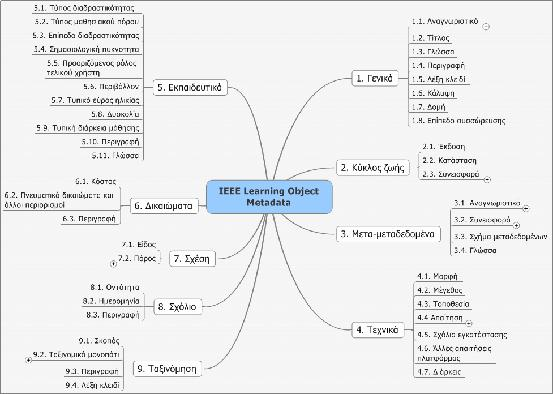 IEEE Learning Object
Metadata
1. Γενικά
1.1. Αναγνωριστικό
1.2. Τίτλος
1.3. Γλώσσα
1.4. Περιγραφή
1.5. Λέξη κλειδί
1.6. Κάλυψη
1.7. Δομή
1.8. Επίπεδο συσσώρευσης
2. Κύκλος ζωής
2.1. Έκδοση
2.2. Κατάσταση
2.3. Συνεισφορά
3. Μετα-μεταδεδομένα
3.1. Αναγνωριστικό
3.2. Συνεισφορά
3.3. Σχήμα μεταδεδομένων
3.4. Γλώσσα
4. Τεχνικά
4.1. Μορφή
4.2. Μέγεθος
4.3. Τοποθεσία
4.4 Απαίτηση
4.5. Σχόλιο εγκατάστασης
4.6. Άλλες απαιτήσεις
πλατφόρμας
4.7. Διάρκεια
5. Εκπαιδευτικά
5.1. Τύπος διαδραστικότητας
5.2. Τύπος μαθησιακού πόρου
5.3. Επίπεδο διαδραστικότητας
5.4. Σημασιολογική πυκνότητα
5.5. Προοριζόμενος ρόλος
τελικού χρήστη
5.6. Περιβάλλον
5.7. Τυπικό εύρος ηλικίας
5.8. Δυσκολία
5.9. Τυπική διάρκεια μάθησης
5.10. Περιγραφή
5.11. Γλώσσα
6. Δικαιώματα
6.1. Κόστος
6.2. Πνευματικά δικαιώματα και
άλλοι περιορισμοί
6.3. Περιγραφή
7. Σχέση
7.1. Είδος
7.2. Πόρος
8. Σχόλιο
8.1. Οντότητα
8.2. Ημερομηνία
8.3. Περιγραφή
9. Ταξινόμηση
9.1. Σκοπός
9.2. Ταξινομικό μονοπάτι
9.3. Περιγραφή
9.4. Λέξη κλειδί